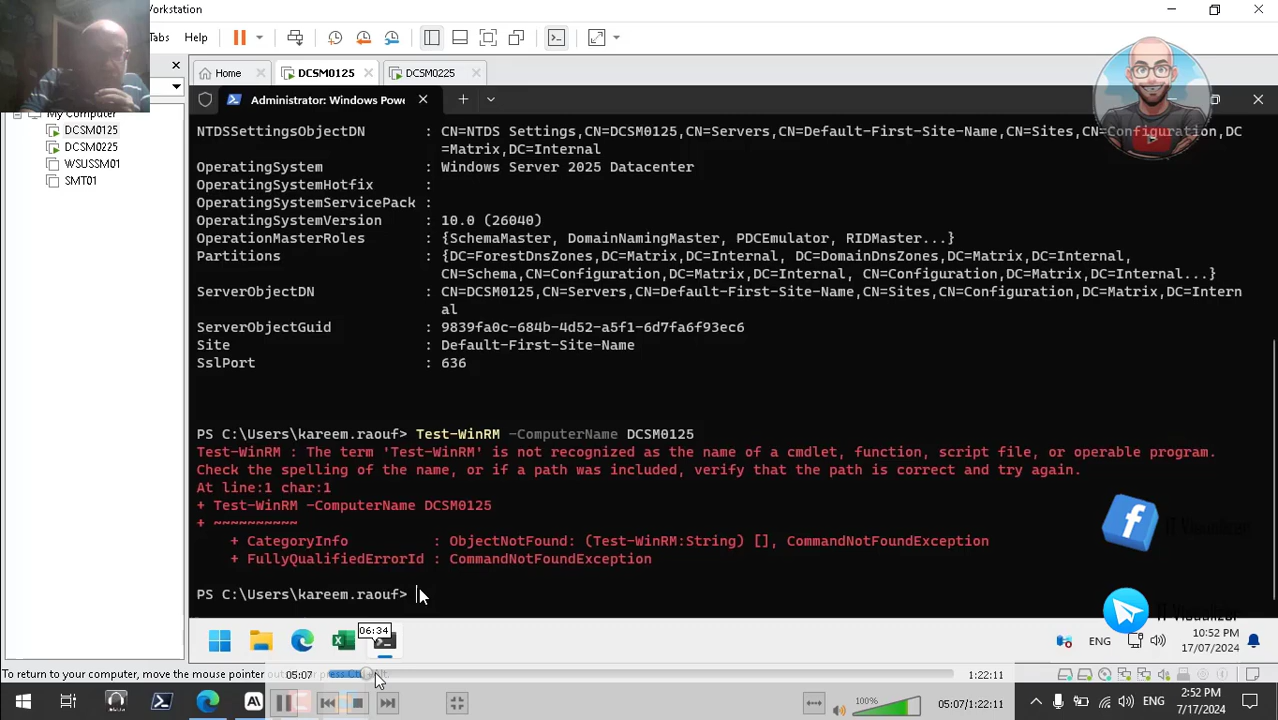 Workstation
Tabs Help
My Computer
DCSM0125
DCSM0225
WSUSSM01
SMT01
Home
DCSM0125
DCSM0225
Administrator: Windows Powe
NTDSSettingsObjectDN : CN=NTDS Settings,CN=DCSM0125,CN=Servers,CN=Default-First-Site-Name,CN=Sites,CN=Configuration,DC
=Matrix,DC=Internal
OperatingSystem : Windows Server 2025 Datacenter
OperatingSystemHotfix :
OperatingSystemServicePack :
OperatingSystemVersion : 10.0 (26040)
OperationMasterRoles : {SchemaMaster, DomainNamingMaster, PDCEmulator, RIDMaster...}
Partitions : {DC=ForestDnsZones,DC=Matrix,DC=Internal, DC=DomainDnsZones,DC=Matrix,DC=Internal,
CN=Schema,CN=Configuration,DC=Matrix,DC=Internal, CN=Configuration,DC=Matrix,DC=Internal...}
ServerObjectDN : CN=DCSM0125,CN=Servers,CN=Default-First-Site-Name,CN=Sites,CN=Configuration,DC=Matrix,DC=Intern
al
ServerObjectGuid : 9839fa0c-684b-4d52-a5f1-6d7fa6f93ec6
Site : Default-First-Site-Name
SslPort : 636
PS C:\Users\kareem.raouf> Test-WinRM -ComputerName DCSM0125
Test-WinRM : The term 'Test-WinRM' is not recognized as the name of a cmdlet, function, script file, or operable program.
Check the spelling of the name, or if a path was included, verify that the path is correct and try again.
At line:1 char:1
+ Test-WinRM -ComputerName DCSM0125
+ ~~~~~~~~~~
+ CategoryInfo : ObjectNotFound: (Test-WinRM:String) [], CommandNotFoundException
+ FullyQualifiedErrorId : CommandNotFoundException
PS C:\Users\kareem.raouf>
IT Visualizer
IT Visualizer
06:34
ENG
10:52 PM
17/07/2024
To return to your computer, move the mouse pointer out press Ctrl+Alt.
05:07
1:22:11
100%
05:07/1:22:11
ENG
2:52 PM
7/17/2024